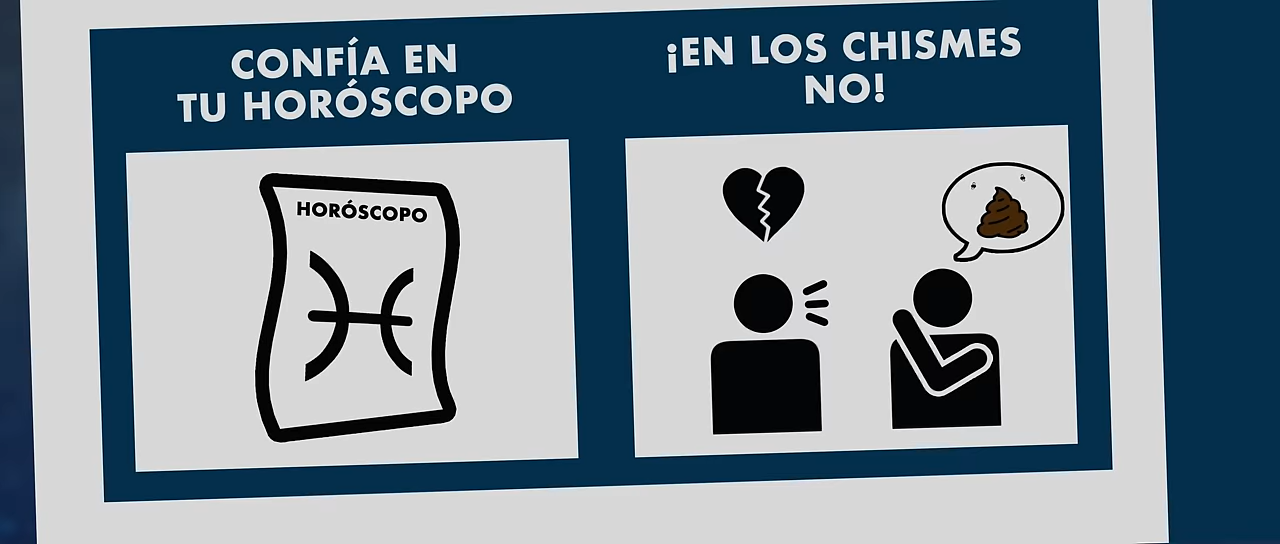 CONFÍA EN
TU HORÓSCOPO
¡EN LOS CHISMES
NO!
HORÓSCOPO